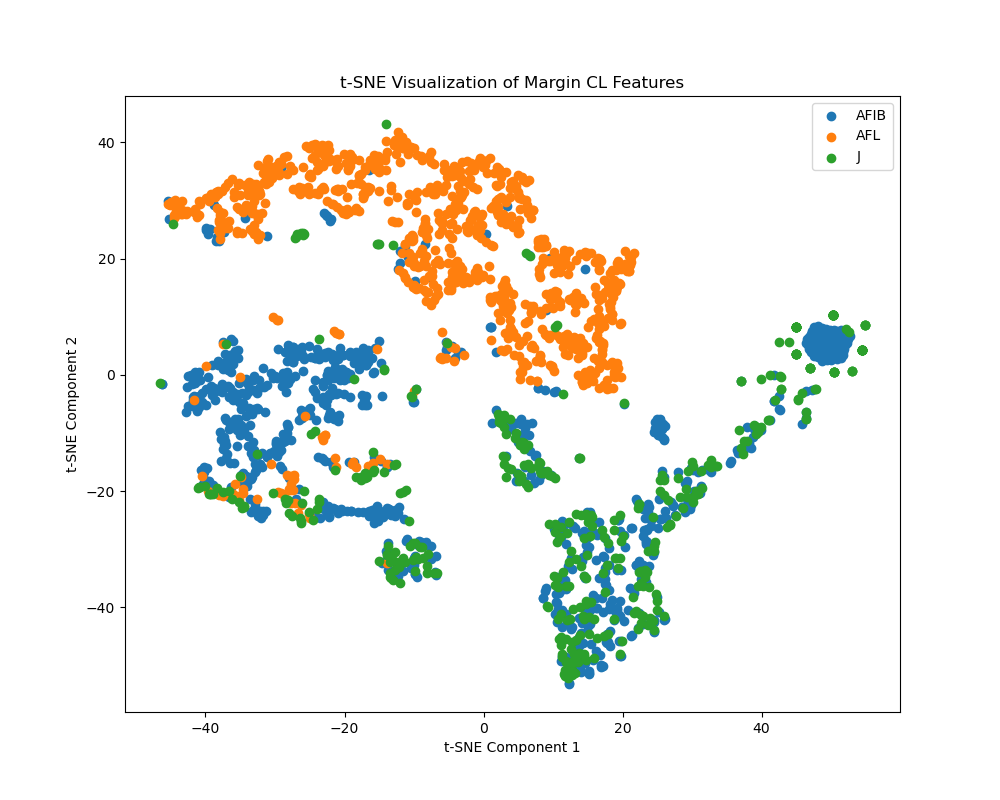 t-SNE Visualization of Margin CL Features
AFIB
AFL
J
t-SNE Component 2
40
20
0
−20
−40
−40
−20
0
20
40
t-SNE Component 1